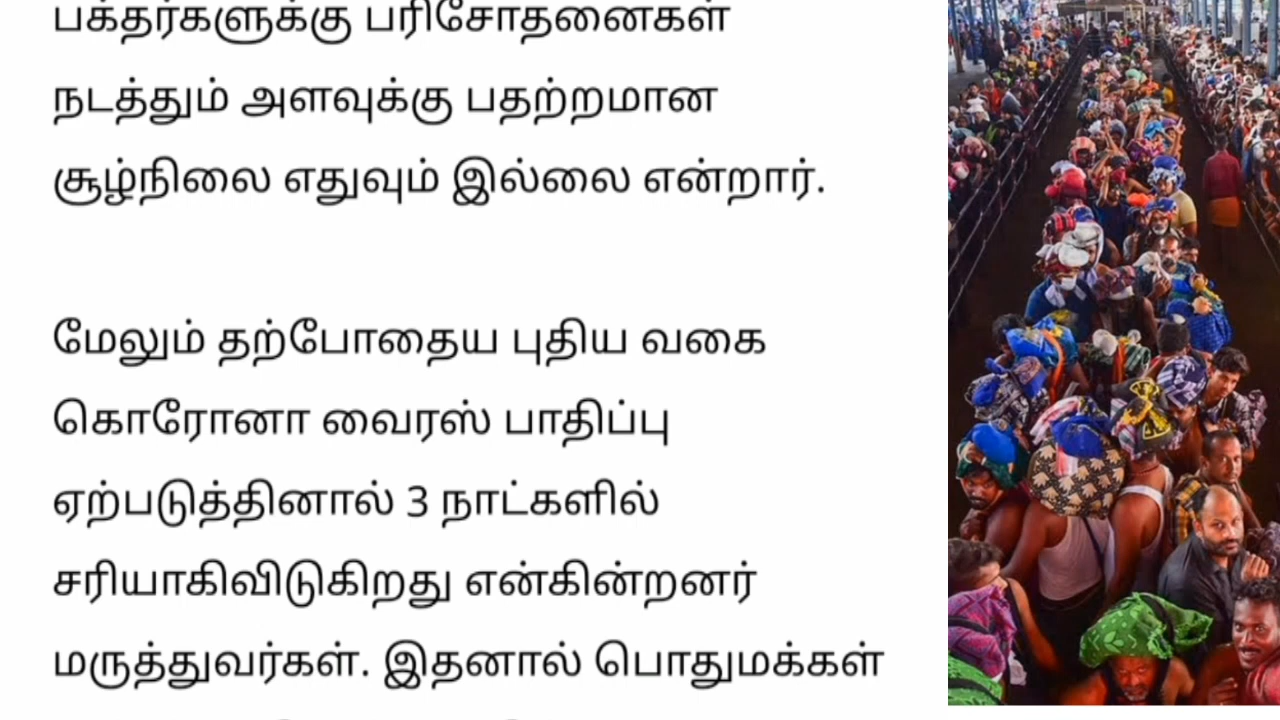 பக்தர்களுக்கு பரிசோதனைகள்
நடத்தும் அளவுக்கு பதற்றமான
சூழ்நிலை எதுவும் இல்லை என்றார்.
மேலும் தற்போதைய புதிய வகை
கொரோனா வைரஸ் பாதிப்பு
ஏற்படுத்தினால் 3 நாட்களில்
சரியாகிவிடுகிறது என்கின்றனர்
மருத்துவர்கள். இதனால் பொதுமக்கள்